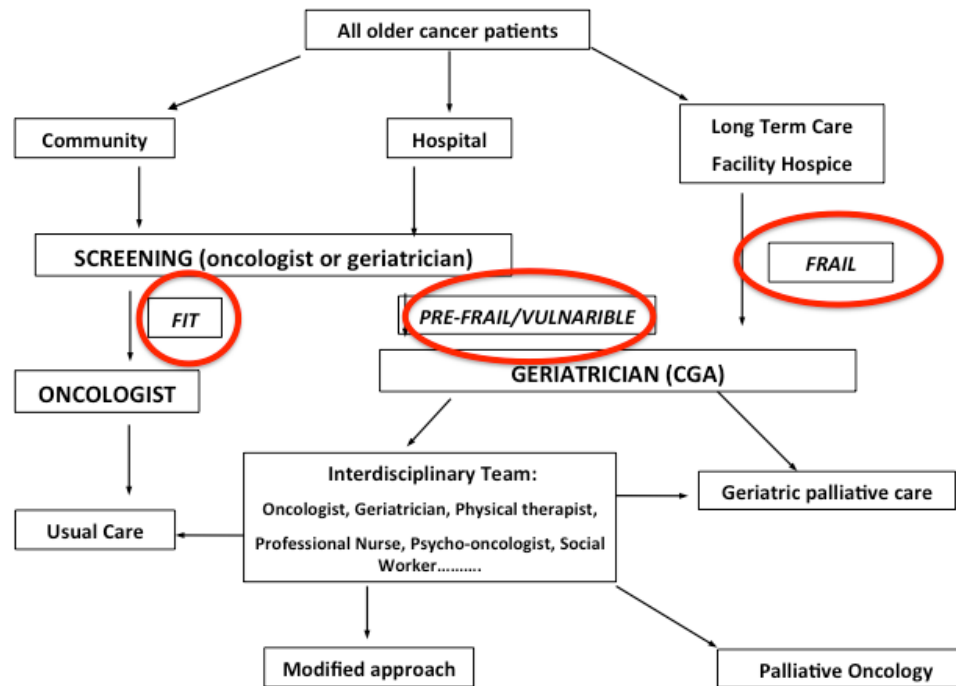 All older cancer patients
Community
Hospital
Long Term Care
Facility Hospice
SCREENING (oncologist or geriatrician)
FRAIL
FIT
PRE-FRAIL/VULNARIBLE
GERIATRICIAN (CGA)
ONCOLOGIST
Interdisciplinary Team:
Oncologist, Geriatrician, Physical therapist,
Professional Nurse, Psycho-oncologist, Social
Worker..........
Geriatric palliative care
Usual Care
Modified approach
Palliative Oncology